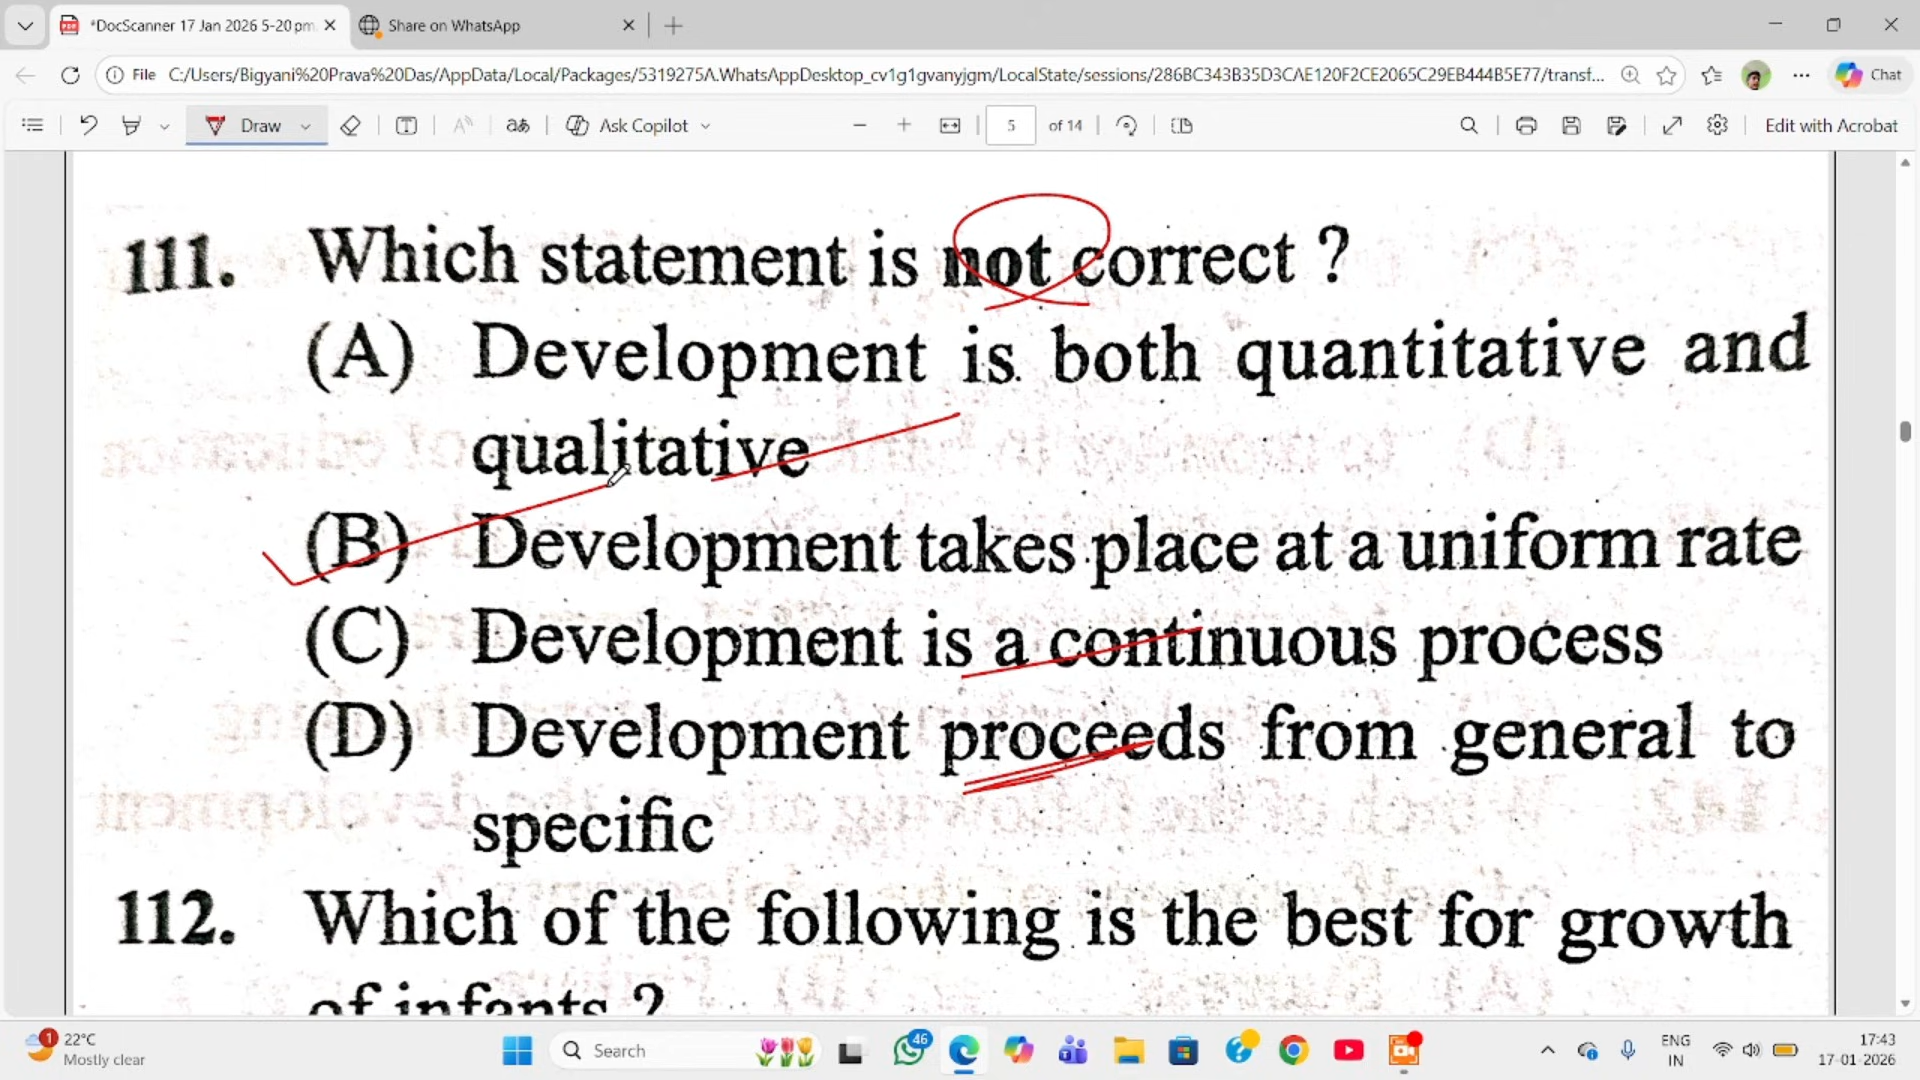 *DocScanner 17 Jan 2026 5-20 pm
Share on WhatsApp
File C:/Users/Bigyani%20Prava%20Das/AppData/Local/Packages/5319275A.WhatsAppDesktop_cv1g1gvanyjgm/LocalState/sessions/286BC343B35D3CAE120F2CE2065C29EB444B5E77/transf...
Chat
Draw
Ask Copilot
5 of 14
Edit with Acrobat
111. Which statement is not correct ?
(A) Development is both quantitative and
qualitative
(B) Development takes place at a uniform rate
(C) Development is a continuous process
(D) Development proceeds from general to
specific
112. Which of the following is the best for growth
of infants ?
1
22°C
Mostly clear
Search
46
ENG
IN
17:43
17-01-2026